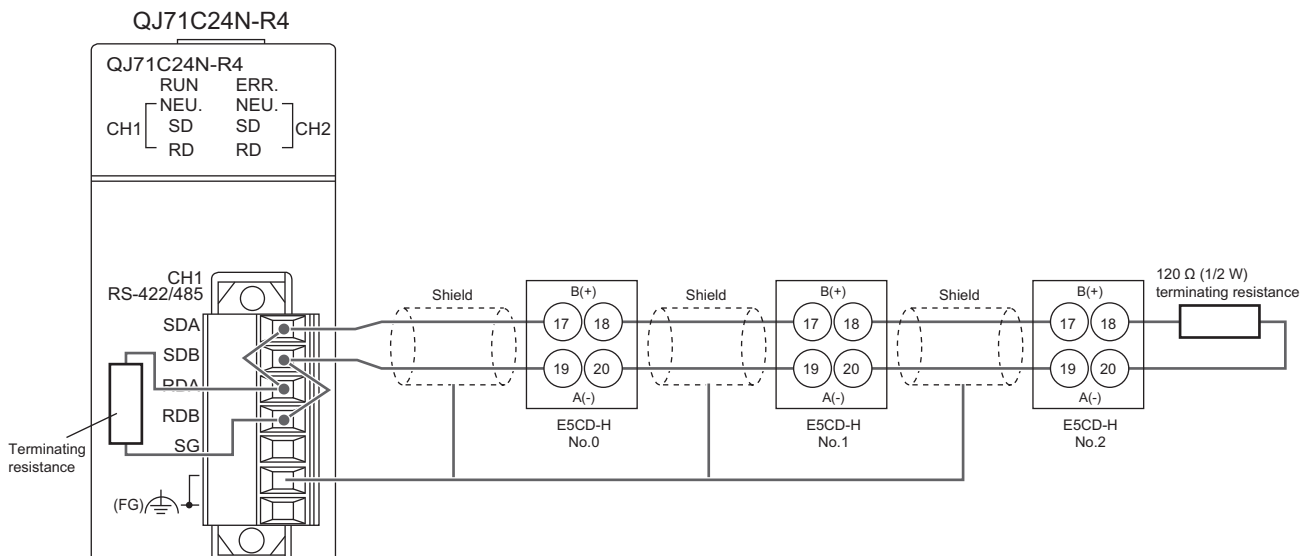 QJ71C24N-R4
QJ71C24N-R4
RUN ERR.
NEU. NEU.
CH1 SD SD CH2
RD RD
CH1
RS-422/485
SDA
SDB
RDA
RDB
SG
(FG)
Terminating
resistance
Shield
B(+)
17 18
19 20
A(-)
E5CD-H
No.0
Shield
B(+)
17 18
19 20
A(-)
E5CD-H
No.1
Shield
B(+)
17 18
19 20
A(-)
E5CD-H
No.2
120 Ω (1/2 W)
terminating resistance